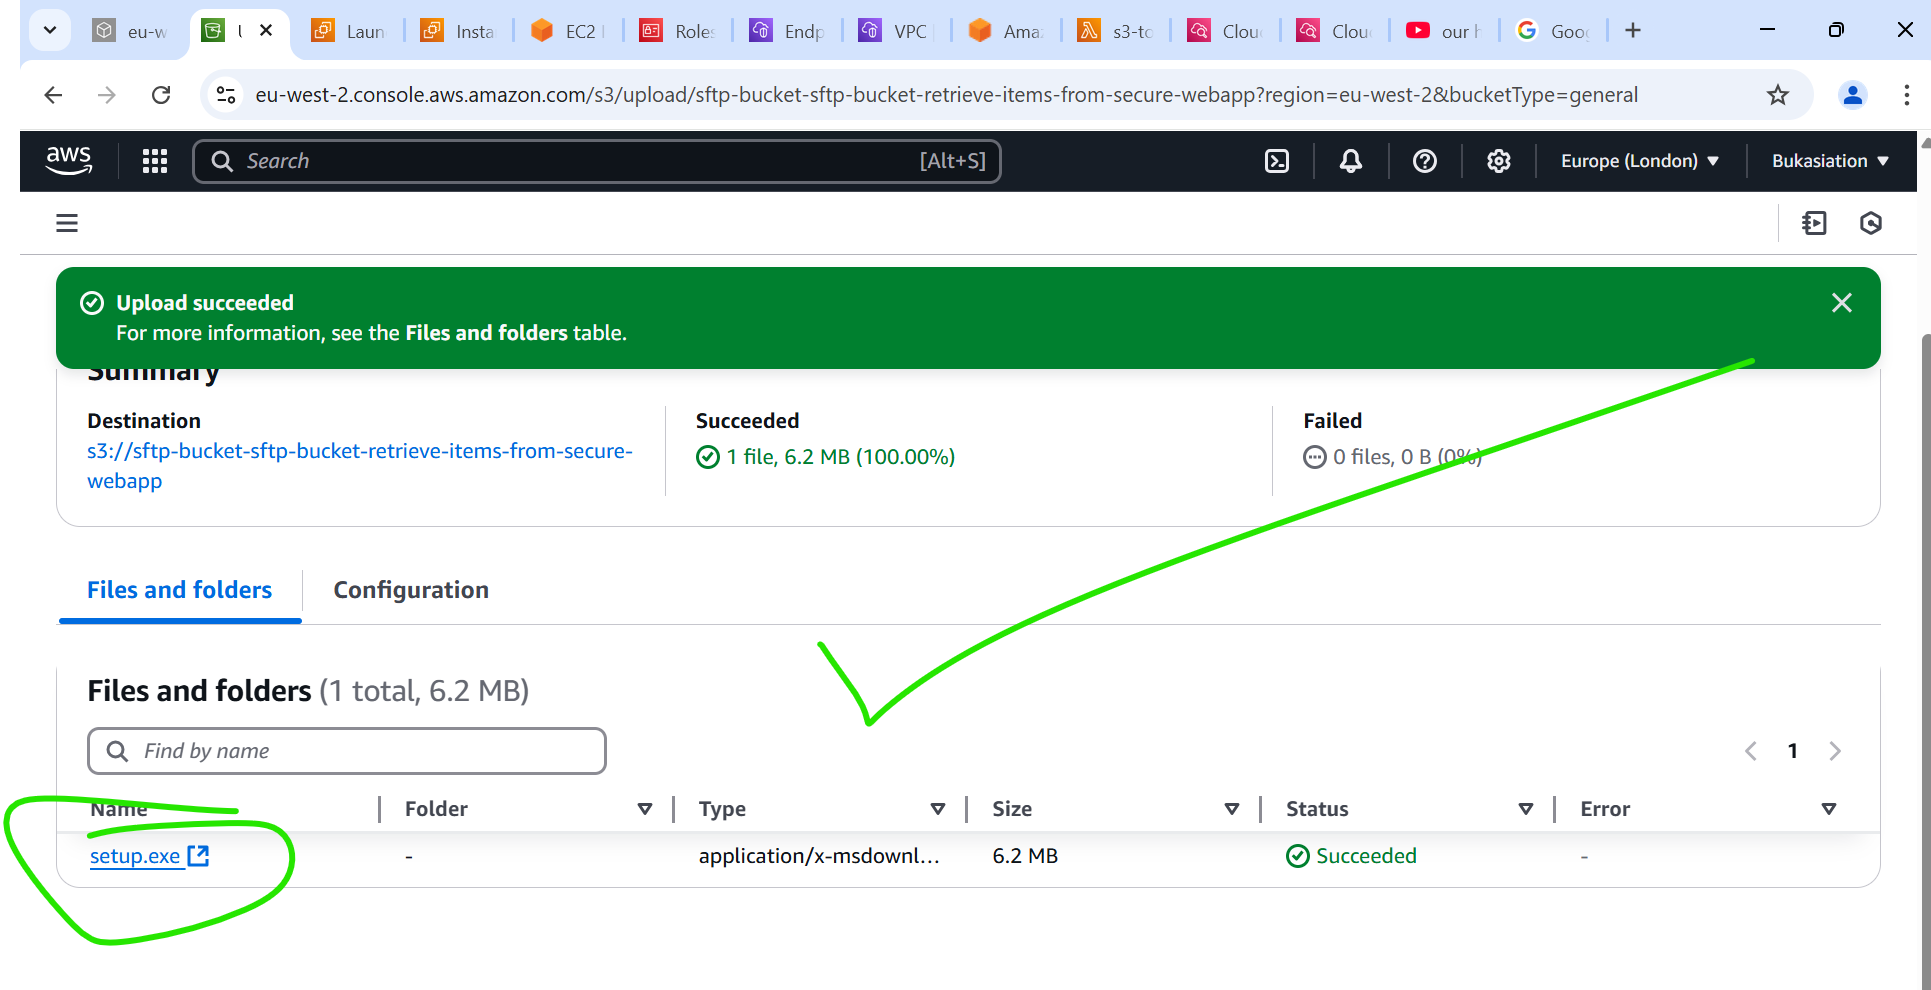 eu-w
Laun
Insta
EC2
Roles
Endp
VPC
Ama
s3-to
Clou
Clou
our h
Goog
eu-west-2.console.aws.amazon.com/s3/upload/sftp-bucket-sftp-bucket-retrieve-items-from-secure-webapp?region=eu-west-2&bucketType=general
aws
Search
[Alt+S]
Europe (London)
Bukasiation
Upload succeeded
For more information, see the Files and folders table.
Summary
Destination
s3://sftp-bucket-sftp-bucket-retrieve-items-from-secure-
webapp
Succeeded
1 file, 6.2 MB (100.00%)
Failed
0 files, 0 B (0%)
Files and folders
Configuration
Files and folders (1 total, 6.2 MB)
Find by name
1
Name Folder Type Size Status Error
setup.exe - application/x-msdownl... 6.2 MB Succeeded -